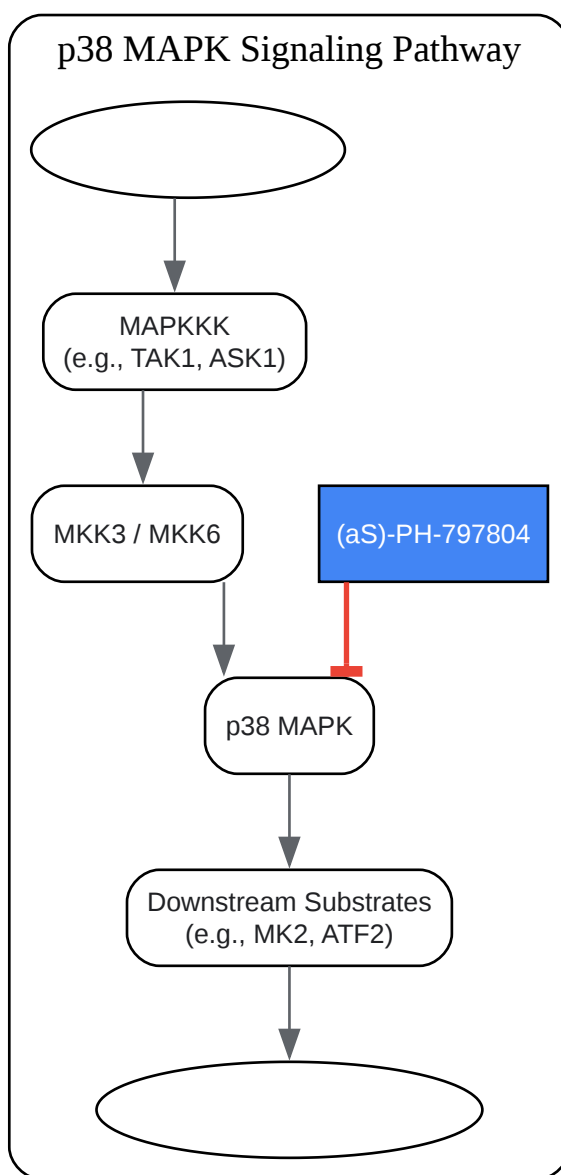 p38 MAPK Signaling Pathway
MAPKKK
(e.g., TAK1, ASK1)
MKK3 / MKK6
(aS)-PH-797804
p38 MAPK
Downstream Substrates
(e.g., MK2, ATF2)